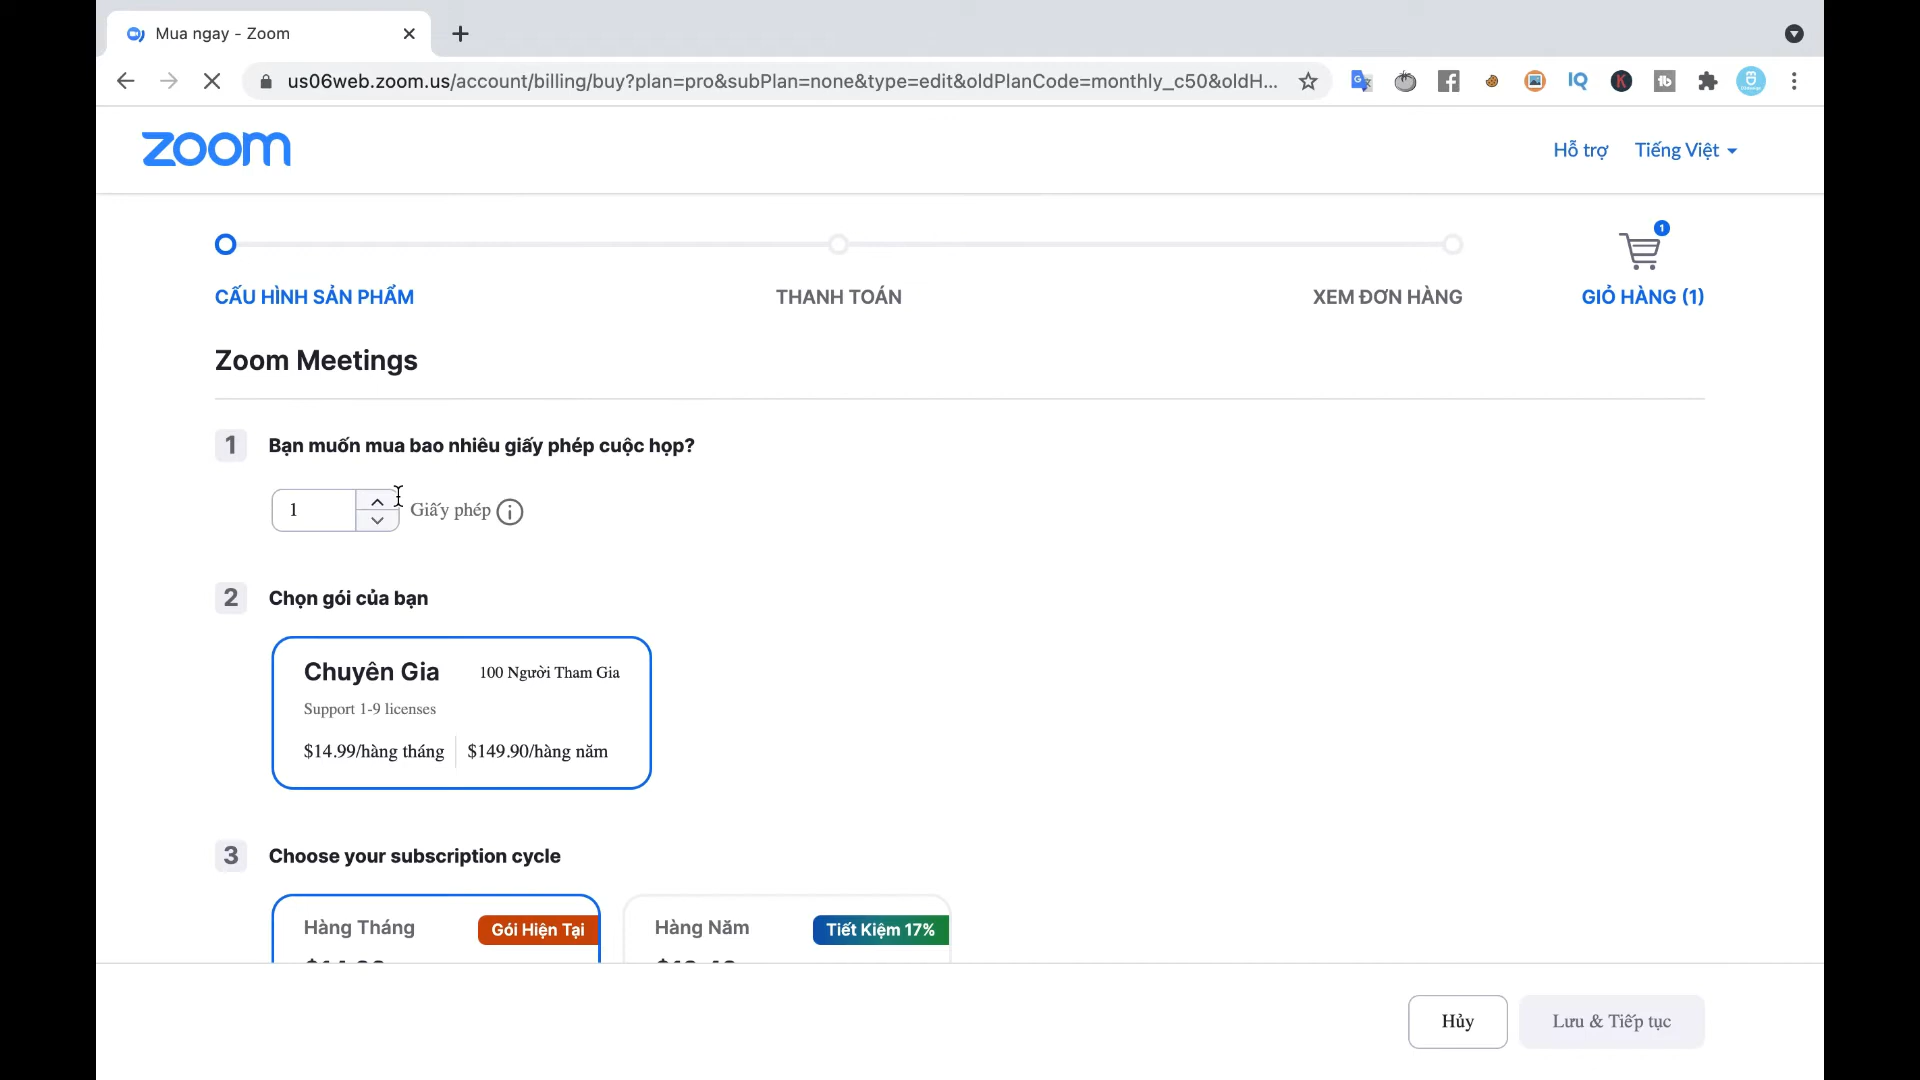 Mua ngay - Zoom
us06web.zoom.us/account/billing/buy?plan=pro&subPlan=none&type=edit&oldPlanCode=monthly_c50&oldH...
zoom
Hỗ trợ Tiếng Việt
1
CẤU HÌNH SẢN PHẨM THANH TOÁN XEM ĐƠN HÀNG GIỎ HÀNG (1)
Zoom Meetings
1 Bạn muốn mua bao nhiêu giấy phép cuộc họp?
1 Giấy phép
2 Chọn gói của bạn
Chuyên Gia 100 Người Tham Gia
Support 1-9 licenses
$14.99/hàng tháng $149.90/hàng năm
3 Choose your subscription cycle
Hàng Tháng Gói Hiện Tại Hàng Năm Tiết Kiệm 17%
Hủy Lưu & Tiếp tục